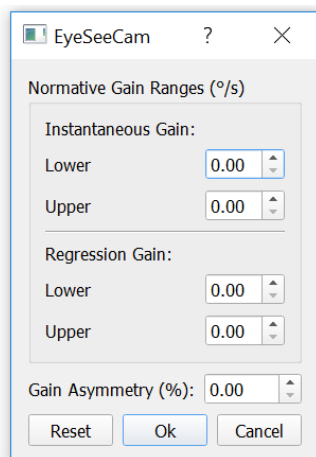 EyeSeeCam ? ×
Normative Gain Ranges (°/s)
Instantaneous Gain:
Lower 0.00
Upper 0.00
Regression Gain:
Lower 0.00
Upper 0.00
Gain Asymmetry (%): 0.00
Reset Ok Cancel